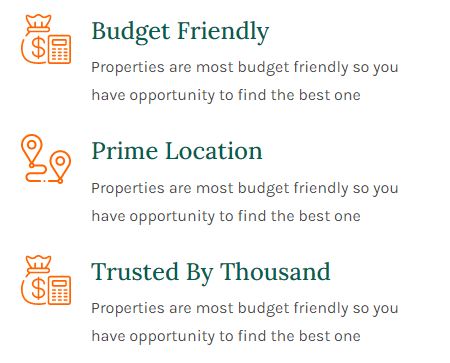 Budget Friendly
Properties are most budget friendly so you
have opportunity to find the best one
Prime Location
Properties are most budget friendly so you
have opportunity to find the best one
Trusted By Thousand
Properties are most budget friendly so you
have opportunity to find the best one